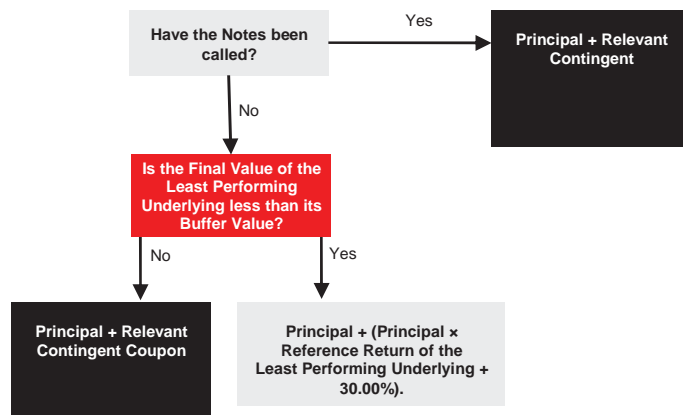 Have the Notes been
called?
Yes
Principal + Relevant
Contingent
No
Is the Final Value of the
Least Performing
Underlying less than its
Buffer Value?
No
Yes
Principal + Relevant
Contingent Coupon
Principal + (Principal ×
Reference Return of the
Least Performing Underlying +
30.00%).